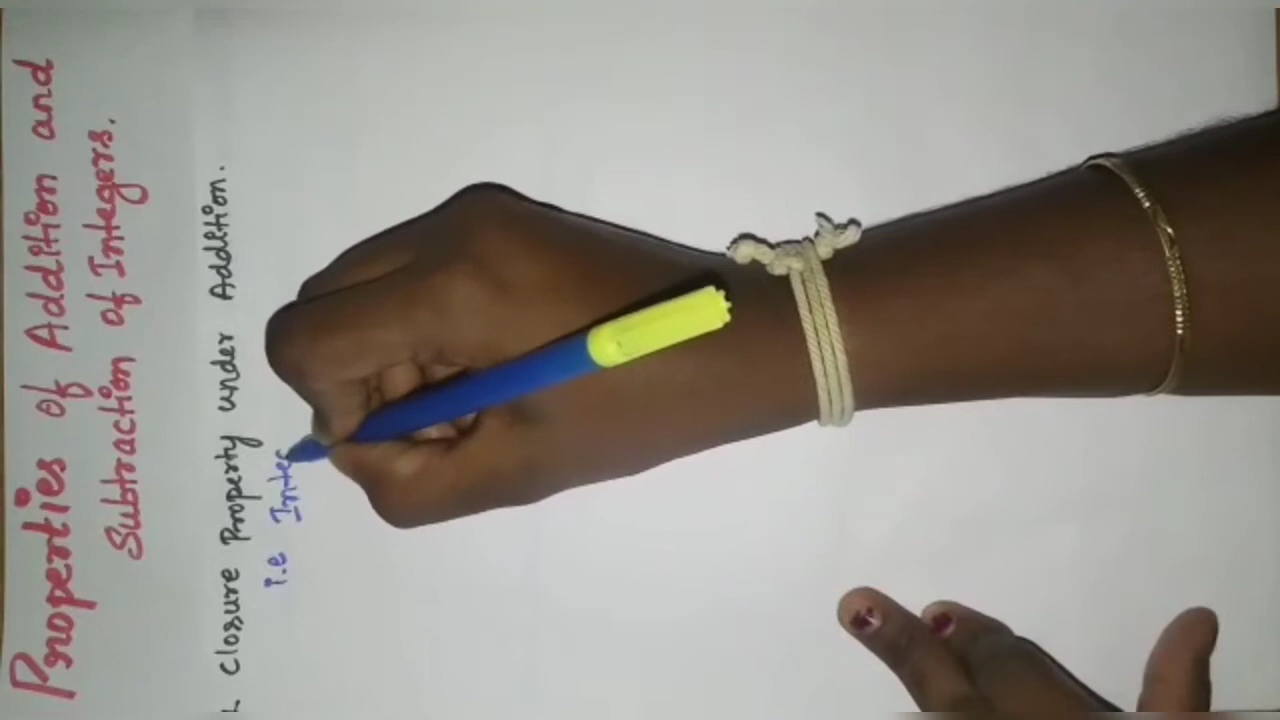 Properties of Addition and
Subtraction of Integers.
Closure Property under Addition.
i.e Inte